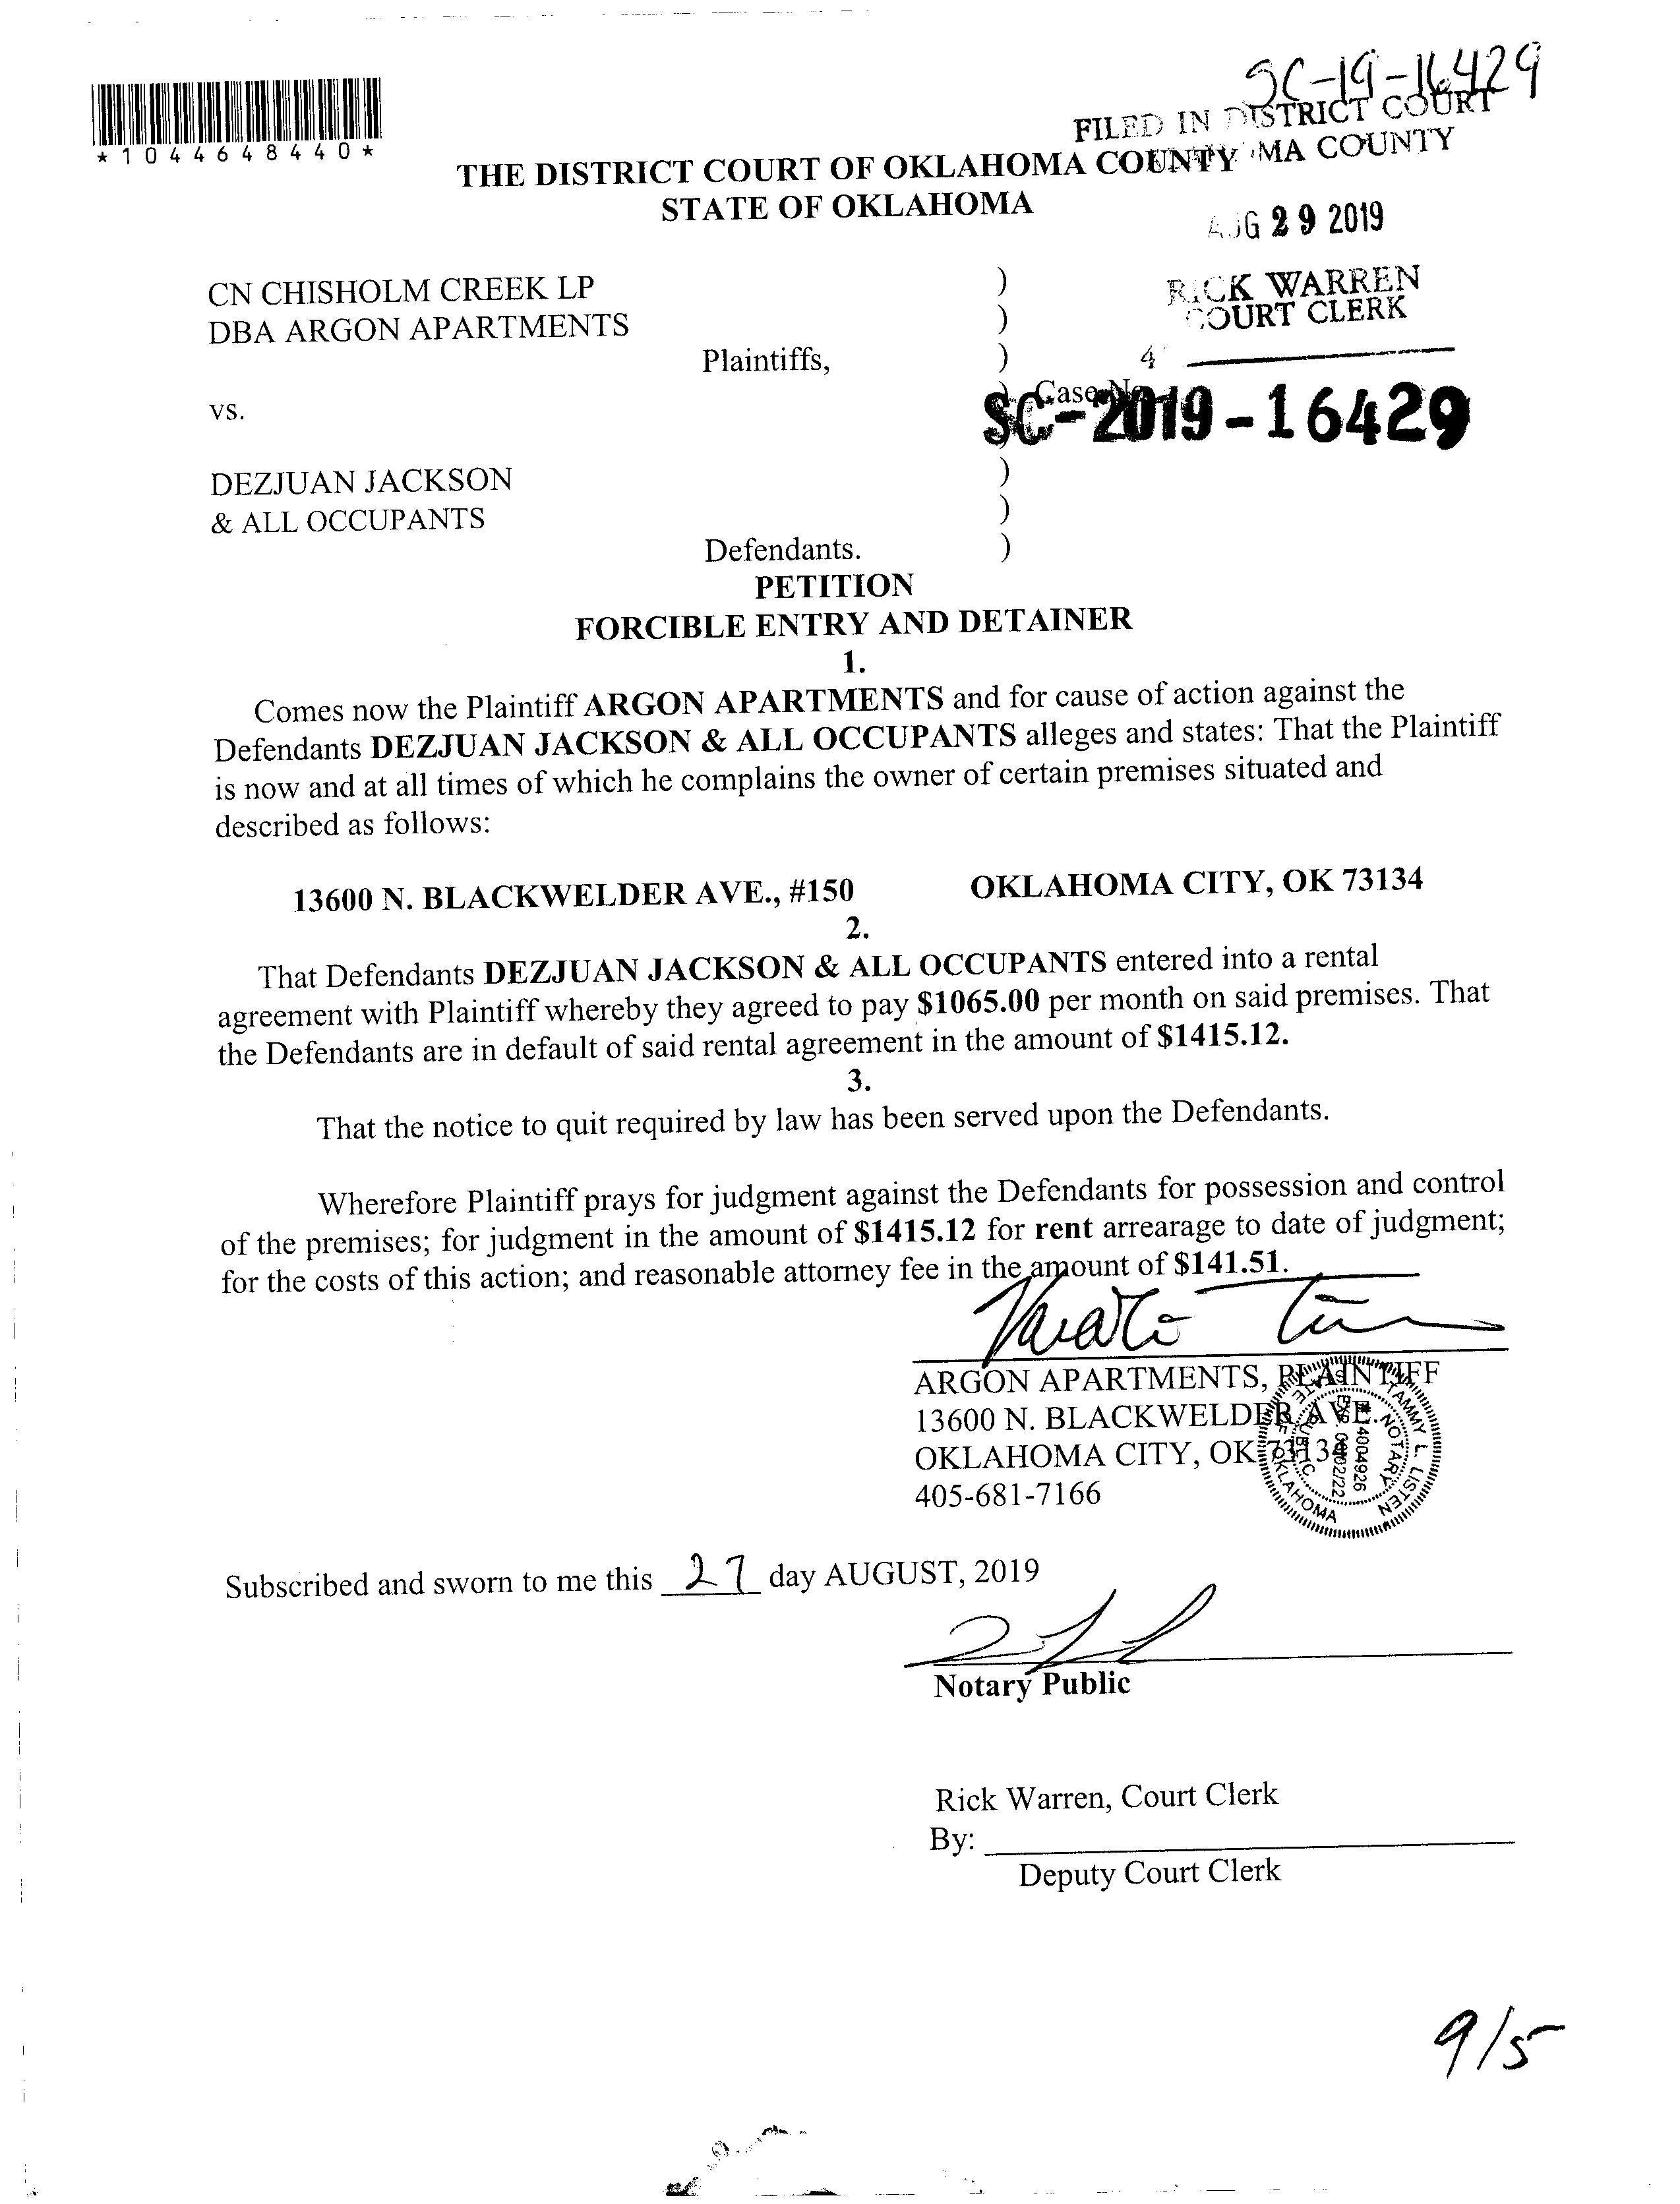 SC-19-16429
FILED IN DISTRICT COURT
MA COUNTY
*1044648440*
THE DISTRICT COURT OF OKLAHOMA COUNTY
STATE OF OKLAHOMA
AUG 29 2019
CN CHISHOLM CREEK LP )
DBA ARGON APARTMENTS )
RICK WARREN
COURT CLERK
Plaintiffs, ) 4
Case No.
vs. SC-2019-16429
DEZJUAN JACKSON )
& ALL OCCUPANTS )
Defendants. )
PETITION
FORCIBLE ENTRY AND DETAINER
1.
Comes now the Plaintiff ARGON APARTMENTS and for cause of action against the
Defendants DEZJUAN JACKSON & ALL OCCUPANTS alleges and states: That the Plaintiff
is now and at all times of which he complains the owner of certain premises situated and
described as follows:
13600 N. BLACKWELDER AVE., #150 OKLAHOMA CITY, OK 73134
2.
That Defendants DEZJUAN JACKSON & ALL OCCUPANTS entered into a rental
agreement with Plaintiff whereby they agreed to pay $1065.00 per month on said premises. That
the Defendants are in default of said rental agreement in the amount of $1415.12.
3.
That the notice to quit required by law has been served upon the Defendants.
Wherefore Plaintiff prays for judgment against the Defendants for possession and control
of the premises; for judgment in the amount of $1415.12 for rent arrearage to date of judgment;
for the costs of this action; and reasonable attorney fee in the amount of $141.51.
ARGON APARTMENTS, PLAINTIFF
13600 N. BLACKWELDER AVE.
OKLAHOMA CITY, OK 73134
405-681-7166
TAMMY L. LISTEN
NOTARY PUBLIC
STATE OF OKLAHOMA
# 14004926
EXP. 06/02/22
Subscribed and sworn to me this 27 day AUGUST, 2019
Notary Public
Rick Warren, Court Clerk
By:
Deputy Court Clerk
9/5